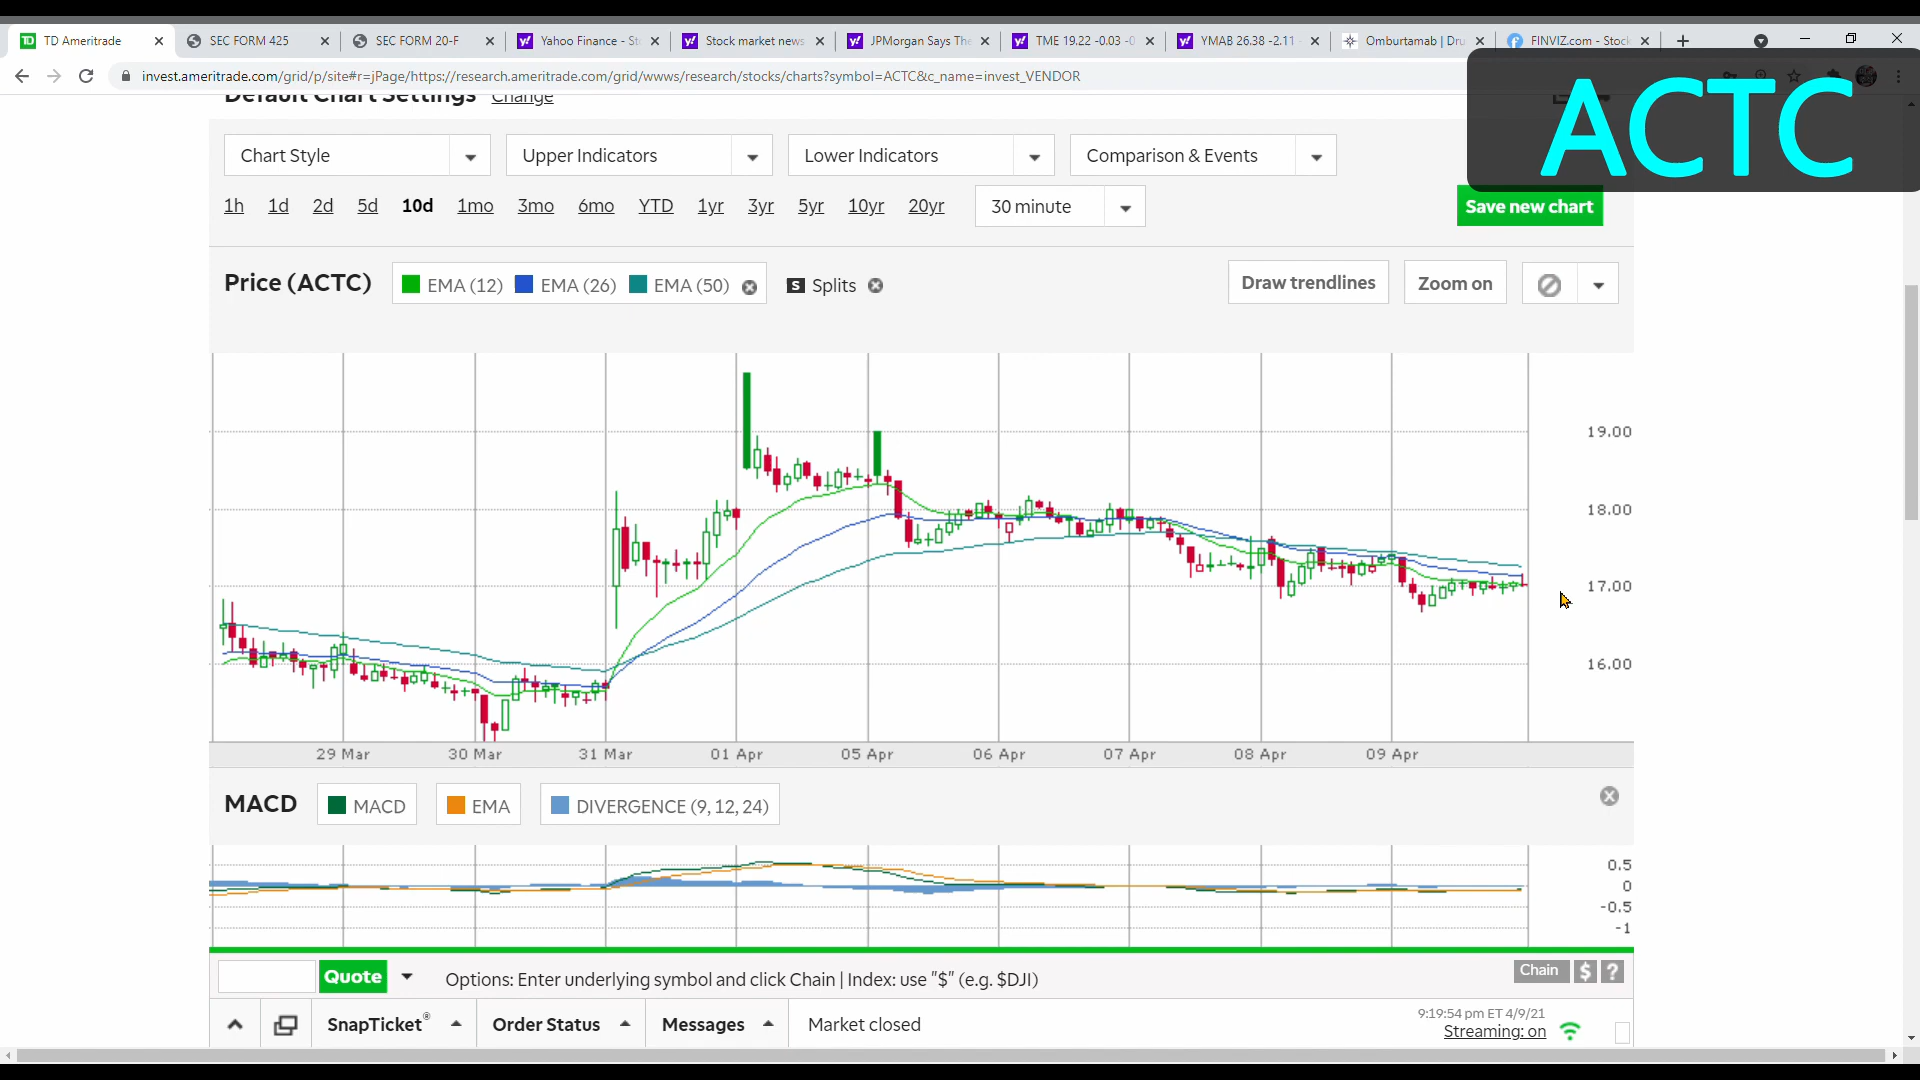 TD Ameritrade
SEC FORM 425
SEC FORM 20-F
Yahoo Finance - St
Stock market news
JPMorgan Says The
TME 19.22 -0.03 -0
YMAB 26.38 -2.11
Omburtamab | Dru
FINVIZ.com - Stock
invest.ameritrade.com/grid/p/site#r=jPage/https://research.ameritrade.com/grid/wwws/research/stocks/charts?symbol=ACTC&c_name=invest_VENDOR
ACTC
Default Chart Settings Change
Chart Style
Upper Indicators
Lower Indicators
Comparison & Events
1h 1d 2d 5d 10d 1mo 3mo 6mo YTD 1yr 3yr 5yr 10yr 20yr
30 minute
Save new chart
Price (ACTC)
EMA (12) EMA (26) EMA (50)
S Splits
Draw trendlines
Zoom on
19.00
18.00
17.00
16.00
29 Mar 30 Mar 31 Mar 01 Apr 05 Apr 06 Apr 07 Apr 08 Apr 09 Apr
MACD
MACD
EMA
DIVERGENCE (9, 12, 24)
0.5
0
-0.5
-1
Quote
Options: Enter underlying symbol and click Chain | Index: use "$" (e.g. $DJI)
Chain $ ?
SnapTicket®
Order Status
Messages
Market closed
9:19:54 pm ET 4/9/21
Streaming: on